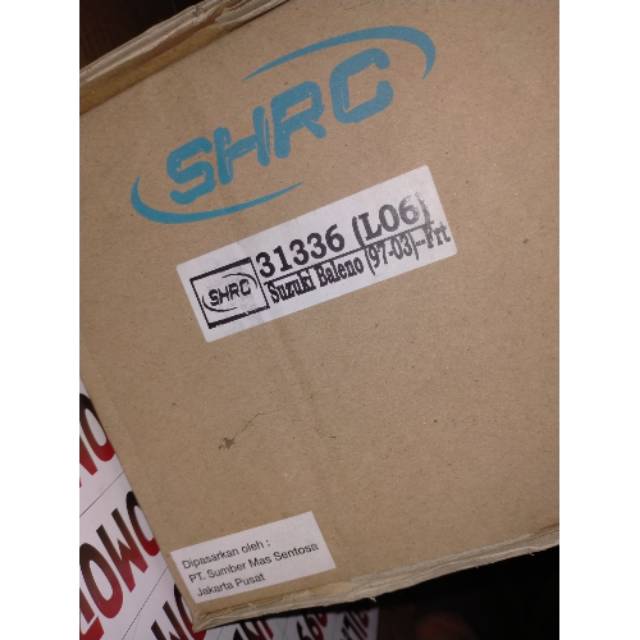 SHRC
SHRC
31336 (L06)
Suzuki Baleno (97-03)--Frt
Dipasarkan oleh :
PT. Sumber Mas Sentosa
Jakarta Pusat